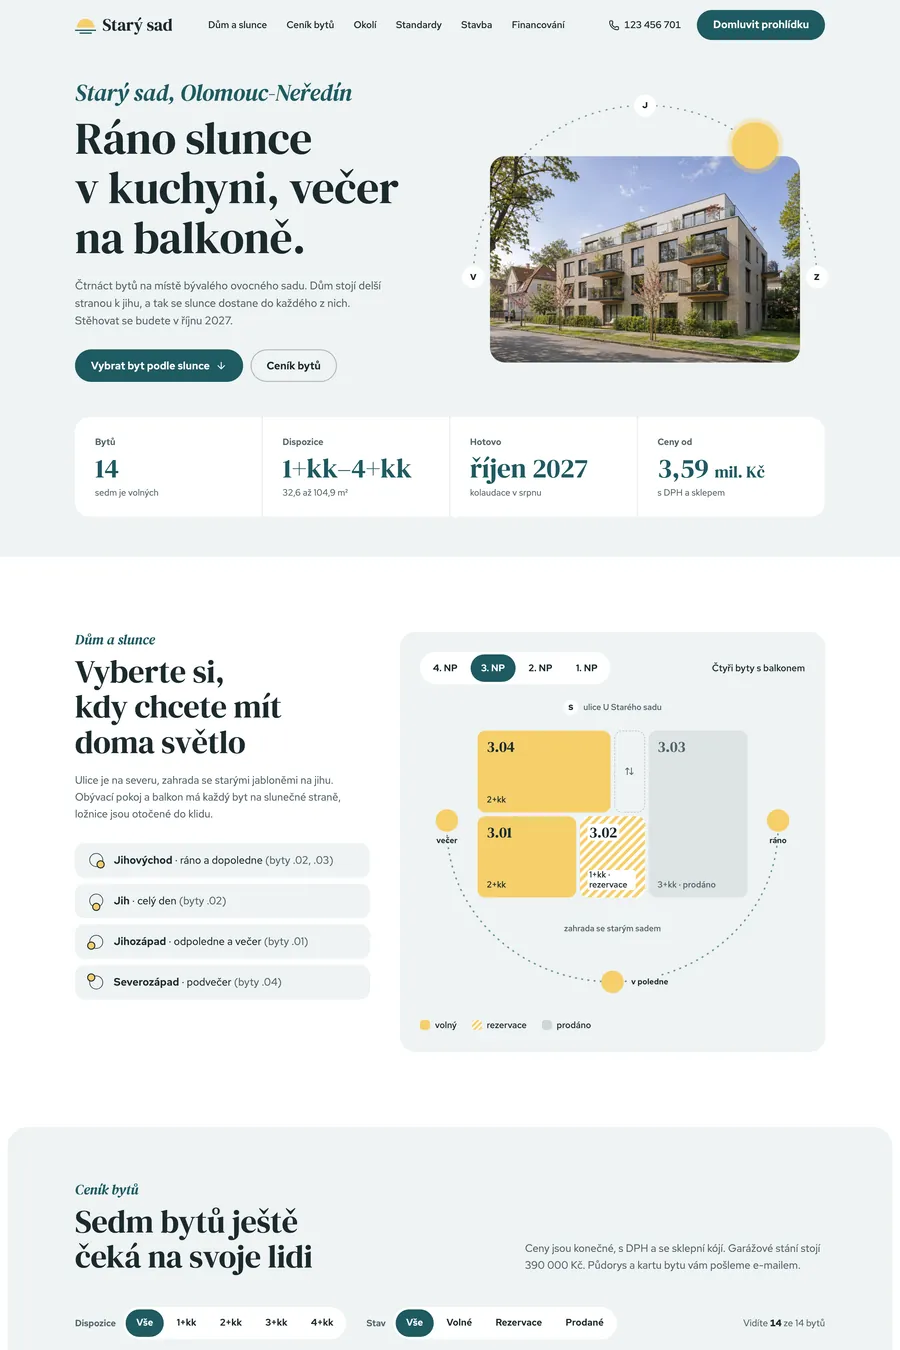 Starý sad
Dům a slunce
Ceník bytů
Okolí
Standardy
Stavba
Financování
123 456 701
Domluvit prohlídku
Starý sad, Olomouc-Neředín
Ráno slunce
v kuchyni, večer
na balkoně.
Čtrnáct bytů na místě bývalého ovocného sadu. Dům stojí delší
stranou k jihu, a tak se slunce dostane do každého z nich.
Stěhovat se budete v říjnu 2027.
Vybrat byt podle slunce
Ceník bytů
J
V
Z
Bytů
14
sedm je volných
Dispozice
1+kk–4+kk
32,6 až 104,9 m²
Hotovo
říjen 2027
kolaudace v srpnu
Ceny od
3,59 mil. Kč
s DPH a sklepem
Dům a slunce
Vyberte si,
kdy chcete mít
doma světlo
Ulice je na severu, zahrada se starými jabloněmi na jihu.
Obývací pokoj a balkon má každý byt na slunečné straně,
ložnice jsou otočené do klidu.
Jihovýchod · ráno a dopoledne (byty .02, .03)
Jih · celý den (byty .02)
Jihozápad · odpoledne a večer (byty .01)
Severozápad · podvečer (byty .04)
4. NP
3. NP
2. NP
1. NP
Čtyři byty s balkonem
S ulice U Starého sadu
3.04
2+kk
3.03
3+kk · prodáno
3.01
2+kk
3.02
1+kk ·
rezervace
večer
ráno
zahrada se starým sadem
v poledne
volný
rezervace
prodáno
Ceník bytů
Sedm bytů ještě
čeká na svoje lidi
Ceny jsou konečné, s DPH a se sklepní kójí. Garážové stání stojí
390 000 Kč. Půdorys a kartu bytu vám pošleme e-mailem.
Dispozice
Vše
1+kk
2+kk
3+kk
4+kk
Stav
Vše
Volné
Rezervace
Prodané
Vidíte 14 ze 14 bytů